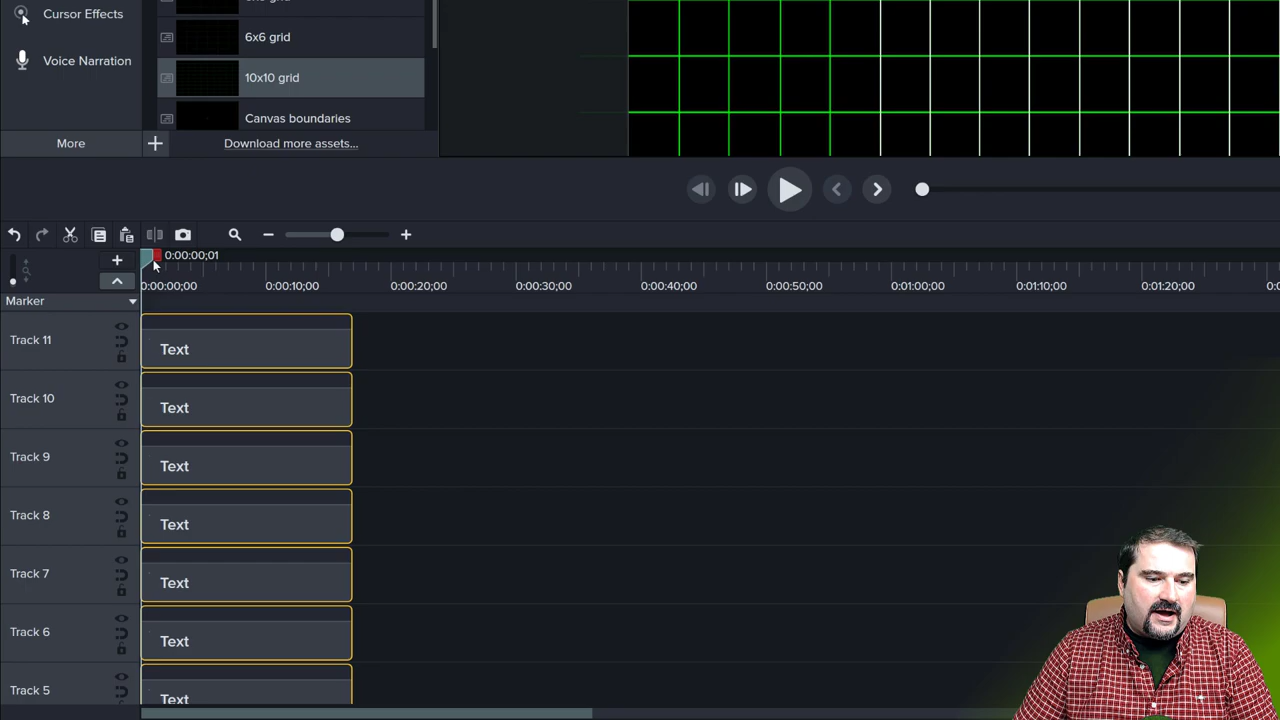 Cursor Effects
6x6 grid
Voice Narration
10x10 grid
Canvas boundaries
More
Download more assets...
0:00:00;01
0:00:00;00
0:00:10;00
0:00:20;00
0:00:30;00
0:00:40;00
0:00:50;00
0:01:00;00
0:01:10;00
0:01:20;00
Marker
Track 11
Text
Track 10
Text
Track 9
Text
Track 8
Text
Track 7
Text
Track 6
Text
Track 5
Text